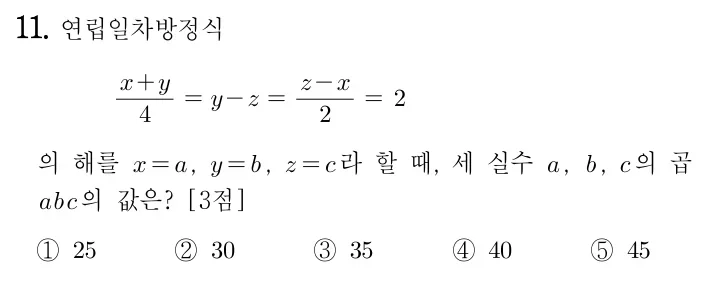 11. 연립일차방정식
\frac{x+y}{4} = y-z = \frac{z-x}{2} = 2
의 해를 x=a, y=b, z=c라 할 때, 세 실수 a, b, c의 곱
abc의 값은? [3점]
① 25 ② 30 ③ 35 ④ 40 ⑤ 45